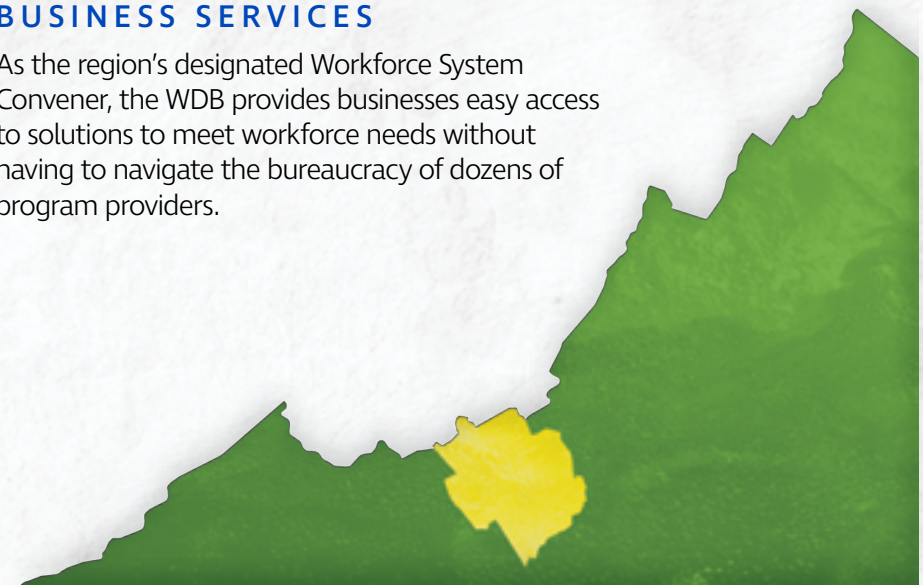 BUSINESS SERVICES
As the region's designated Workforce System
Convener, the WDB provides businesses easy access
to solutions to meet workforce needs without
having to navigate the bureaucracy of dozens of
program providers.